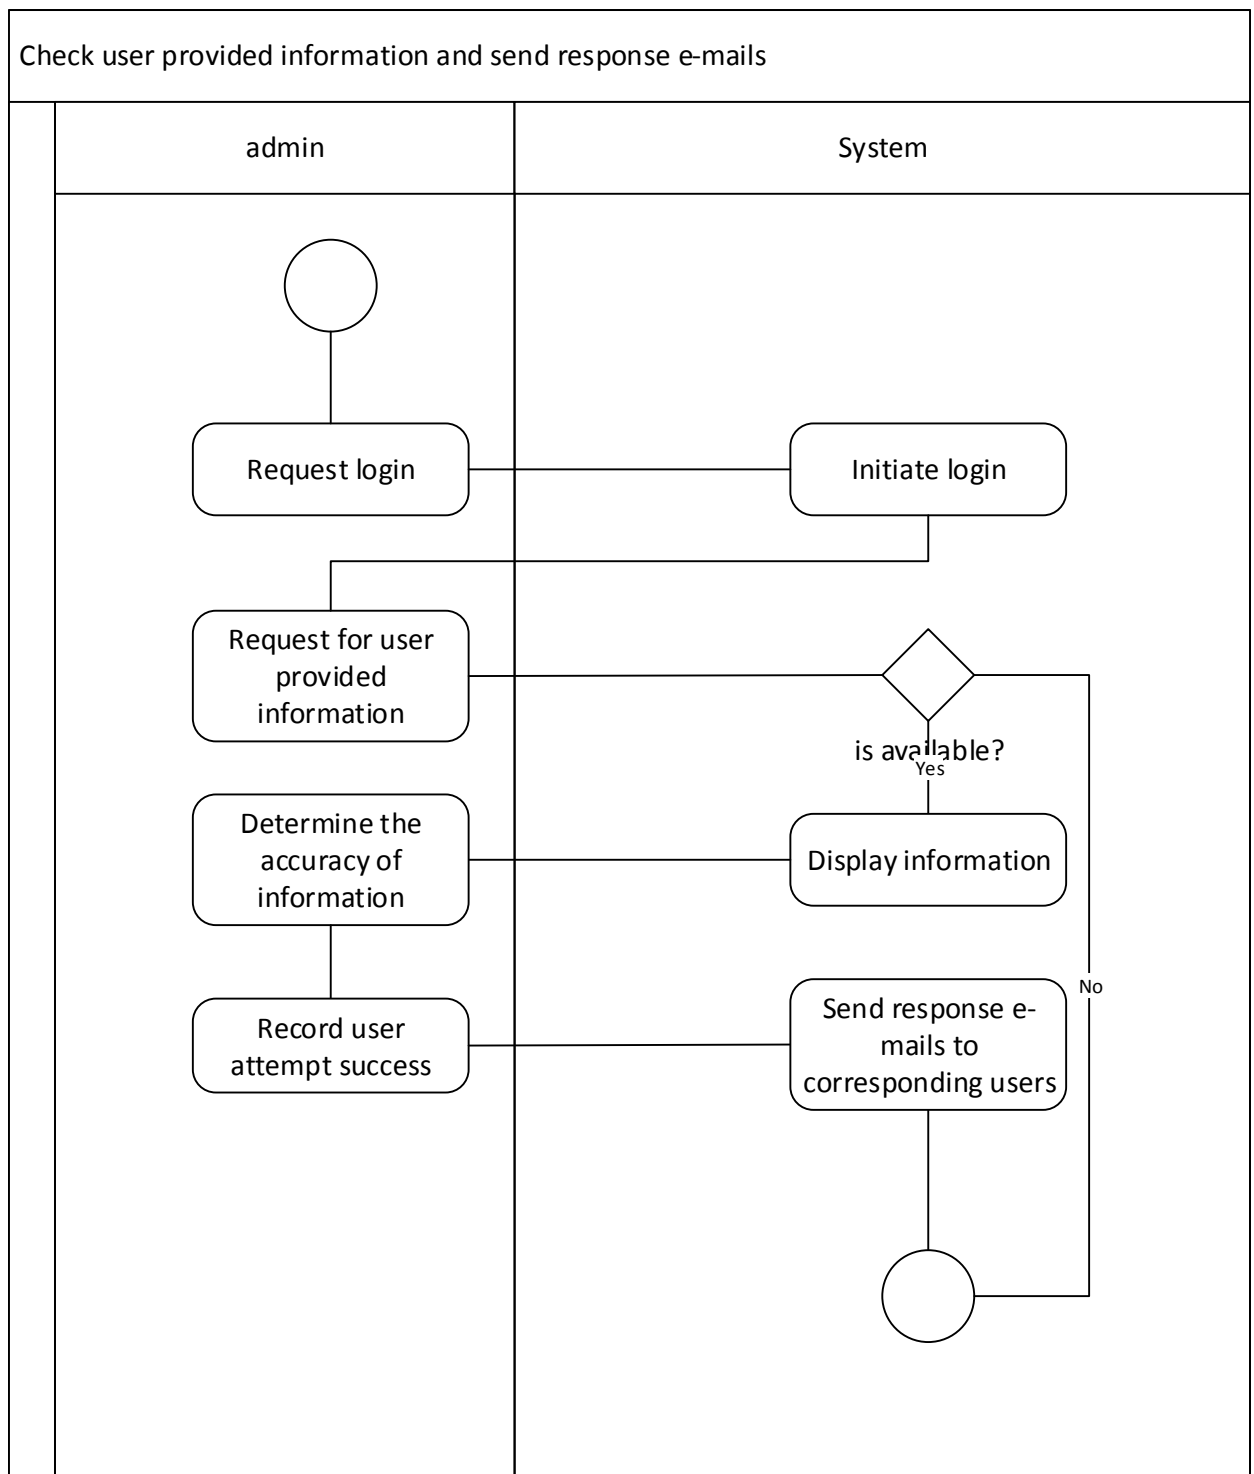 Check user provided information and send response e-mails
admin
System
Request login
Initiate login
Request for user
provided
information
is available?
Yes
Determine the
accuracy of
information
Display information
Record user
attempt success
Send response e-
mails to
corresponding users
No